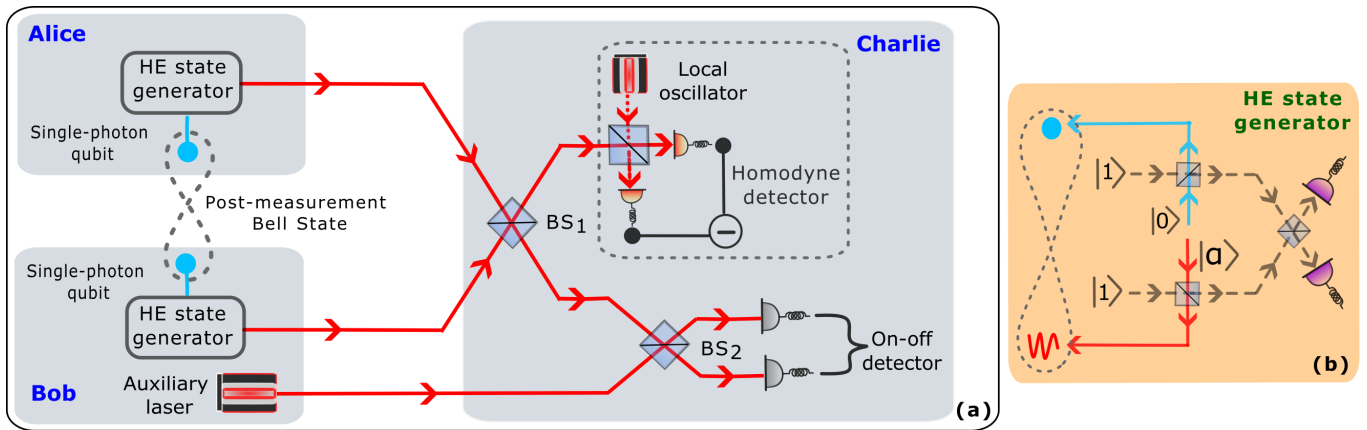 Alice
HE state
generator
Single-photon
qubit
Post-measurement
Bell State
Single-photon
qubit
HE state
generator
Bob
Auxiliary
laser
Charlie
Local
oscillator
Homodyne
detector
BS1
BS2
On-off
detector
(a)
HE state
generator
|1⟩
|0⟩
|α⟩
|1⟩
(b)